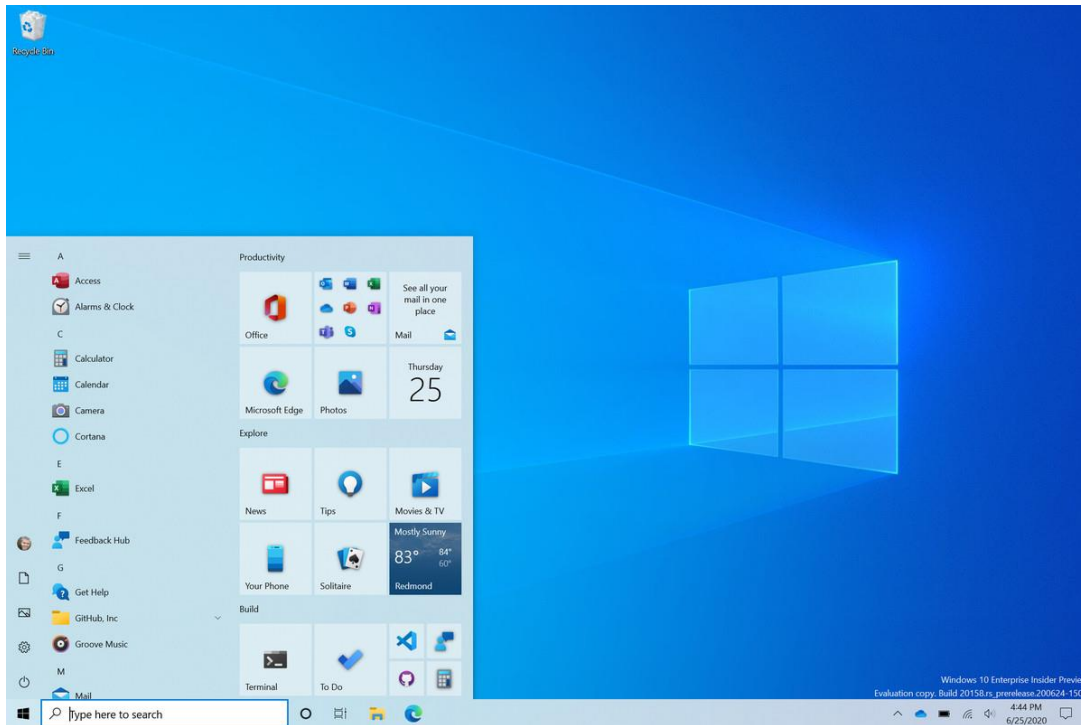 Recycle Bin
A
Access
Alarms & Clock
C
Calculator
Calendar
Camera
Cortana
E
Excel
F
Feedback Hub
G
Get Help
GitHub, Inc
Groove Music
M
Mail
Productivity
Office
See all your
mail in one
place
Mail
Microsoft Edge
Photos
Thursday
25
Explore
News
Tips
Movies & TV
Your Phone
Solitaire
Mostly Sunny
83° 84°
60°
Redmond
Build
Terminal
To Do
Windows 10 Enterprise Insider Previe
Evaluation copy. Build 20158.rs_prerelease.200624-150
Type here to search
4:44 PM
6/25/2020